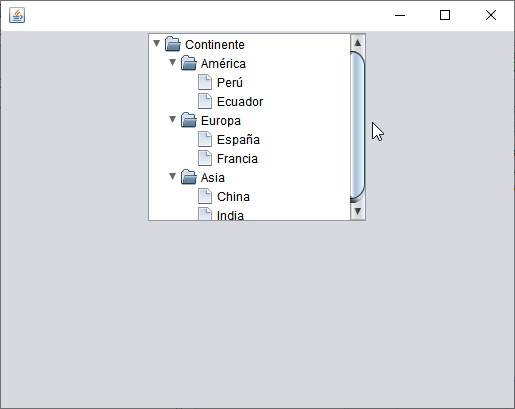 Continente
América
Perú
Ecuador
Europa
España
Francia
Asia
China
India